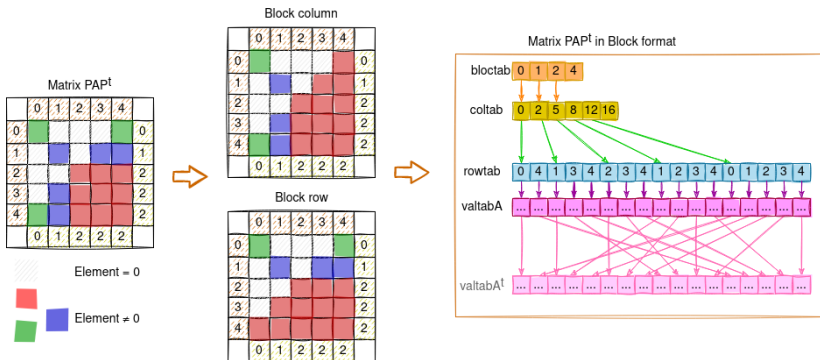 Matrix PAPᵗ
0 1 2 3 4
0 0
1 1
2 2
3 2
4 2
0 1 2 2 2
Element = 0
Element ≠ 0
Block column
0 1 2 3 4
0 0
1 1
2 2
3 2
4 2
0 1 2 2 2
Block row
0 1 2 3 4
0 0
1 1
2 2
3 2
4 2
0 1 2 2 2
Matrix PAPᵗ in Block format
bloctab 0 1 2 4
coltab 0 2 5 8 12 16
rowtab 0 4 1 3 4 2 3 4 1 2 3 4 0 1 2 3 4
valtabA ... ... ... ... ... ... ... ... ... ... ... ... ... ... ... ... ...
valtabAᵗ ... ... ... ... ... ... ... ... ... ... ... ... ... ... ... ... ...